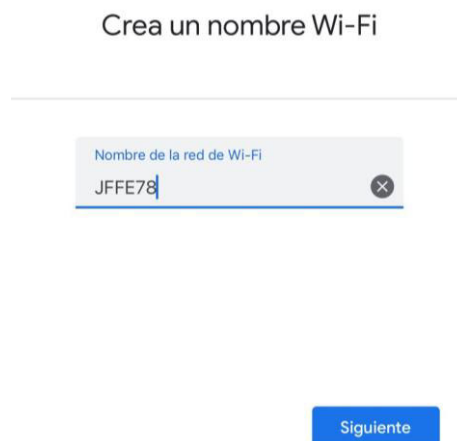 Crea un nombre Wi-Fi
Nombre de la red de Wi-Fi
JFFE78
Siguiente